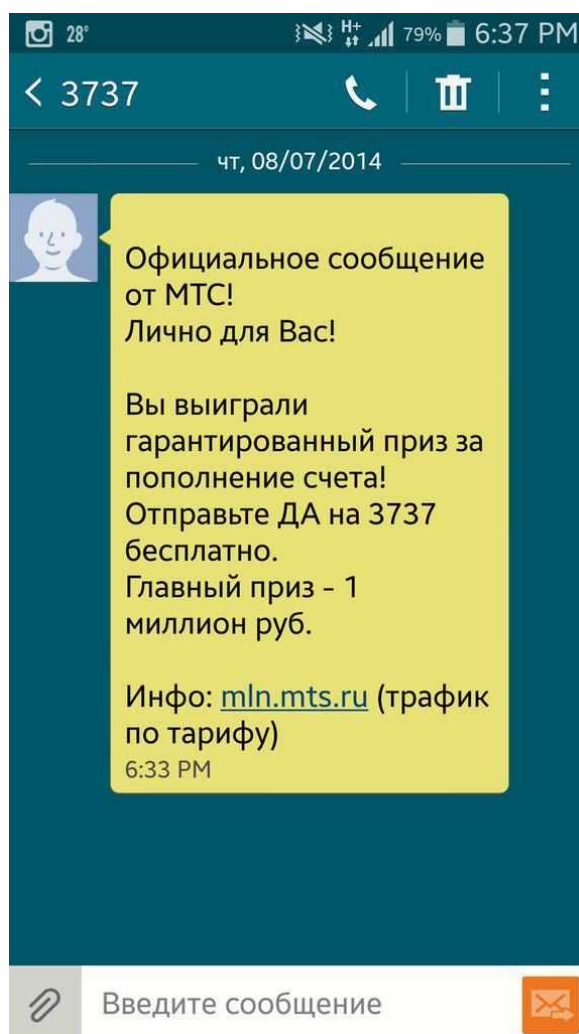 28°
H+ 79% 6:37 PM
3737
чт, 08/07/2014
Официальное сообщение
от МТС!
Лично для Вас!
Вы выиграли
гарантированный приз за
пополнение счета!
Отправьте ДА на 3737
бесплатно.
Главный приз - 1
миллион руб.
Инфо: mln.mts.ru (трафик
по тарифу)
6:33 PM
Введите сообщение